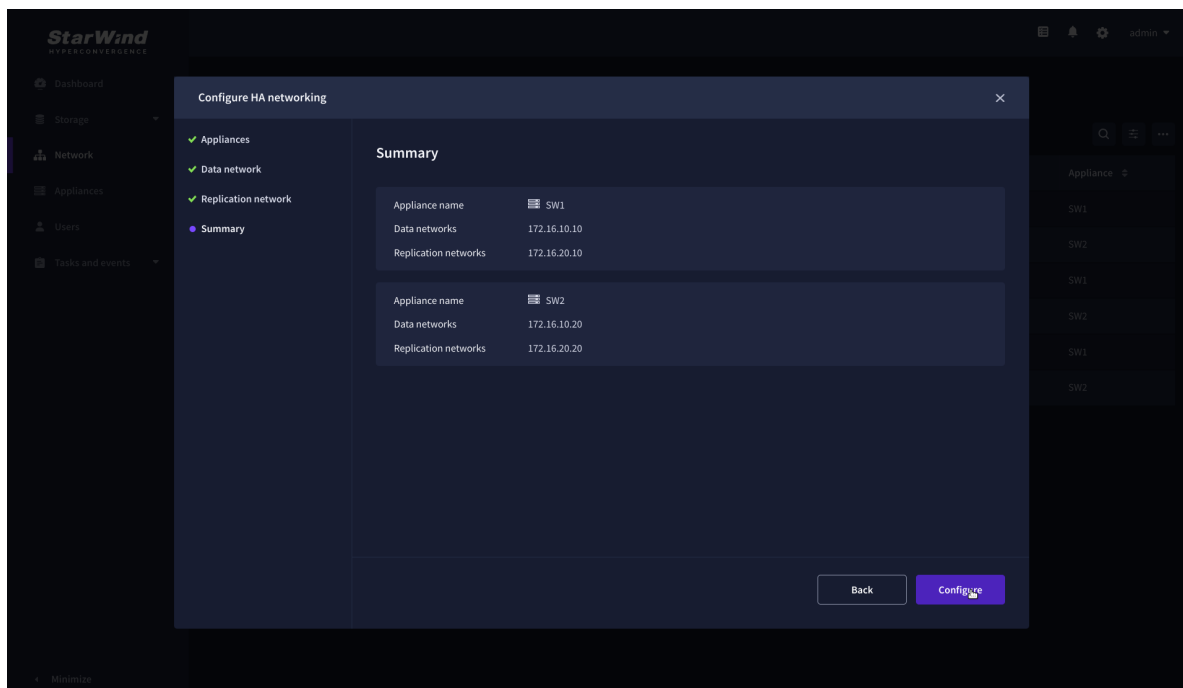 StarWind
HYPERCONVERGENCE
admin
Dashboard
Storage
Network
Appliances
Users
Tasks and events
Minimize
Configure HA networking
Appliances
Data network
Replication network
Summary
Summary
Appliance name SW1
Data networks 172.16.10.10
Replication networks 172.16.20.10
Appliance name SW2
Data networks 172.16.10.20
Replication networks 172.16.20.20
Back Configure
Appliance
SW1
SW2
SW1
SW2
SW1
SW2